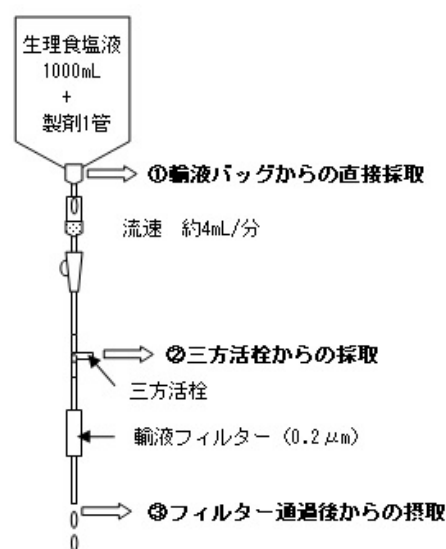 生理食塩液
1000mL
+
製剤1管
①輸液バッグからの直接採取
流速 約4mL/分
②三方活栓からの採取
三方活栓
輸液フィルター（0.2μm）
③フィルター通過後からの摂取